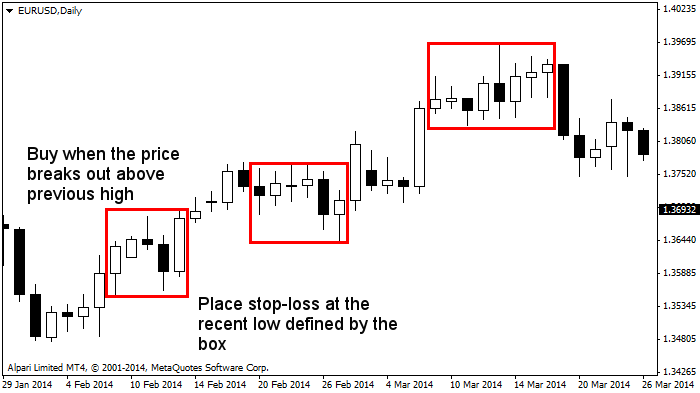 EURUSD,Daily
1.40235
1.39695
1.39155
1.38615
1.38060
1.37520
1.36932
1.36440
1.35885
1.35345
1.34805
1.34265
Buy when the price
breaks out above
previous high
Place stop-loss at the
recent low defined by the
box
Alpari Limited MT4, © 2001-2014, MetaQuotes Software Corp.
29 Jan 2014 4 Feb 2014 10 Feb 2014 14 Feb 2014 20 Feb 2014 26 Feb 2014 4 Mar 2014 10 Mar 2014 14 Mar 2014 20 Mar 2014 26 Mar 2014